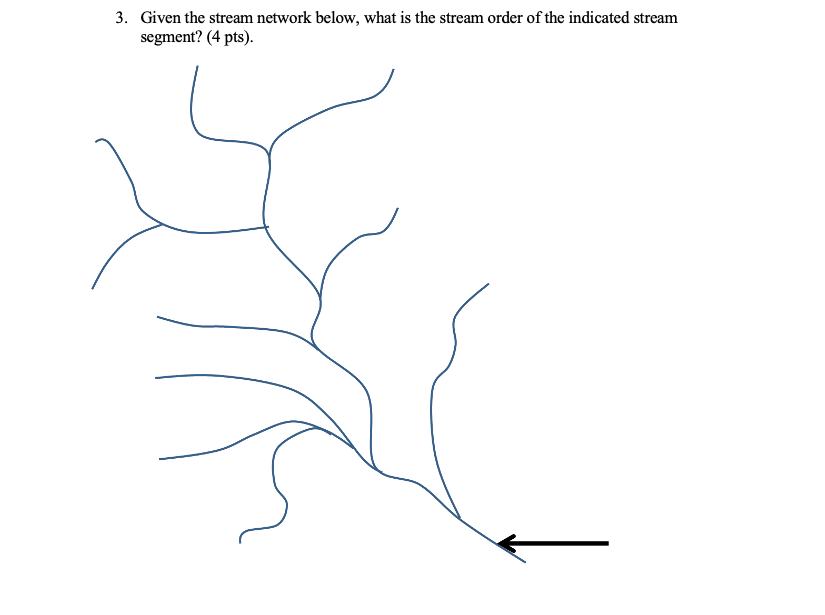 3. Given the stream network below, what is the stream order of the indicated stream
segment? (4 pts).